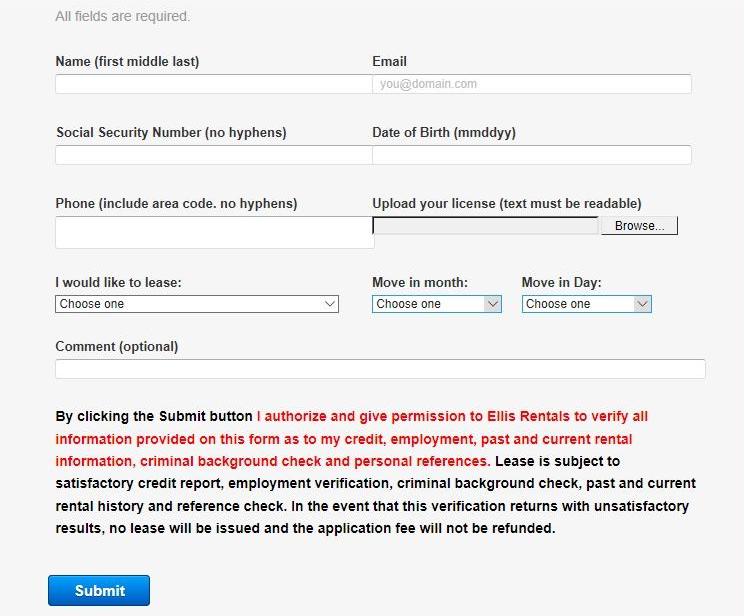 All fields are required.
Name (first middle last) Email
you@domain.com
Social Security Number (no hyphens) Date of Birth (mmddyy)
Phone (include area code. no hyphens) Upload your license (text must be readable)
Browse...
I would like to lease: Move in month: Move in Day:
Choose one Choose one Choose one
Comment (optional)
By clicking the Submit button I authorize and give permission to Ellis Rentals to verify all
information provided on this form as to my credit, employment, past and current rental
information, criminal background check and personal references. Lease is subject to
satisfactory credit report, employment verification, criminal background check, past and current
rental history and reference check. In the event that this verification returns with unsatisfactory
results, no lease will be issued and the application fee will not be refunded.
Submit